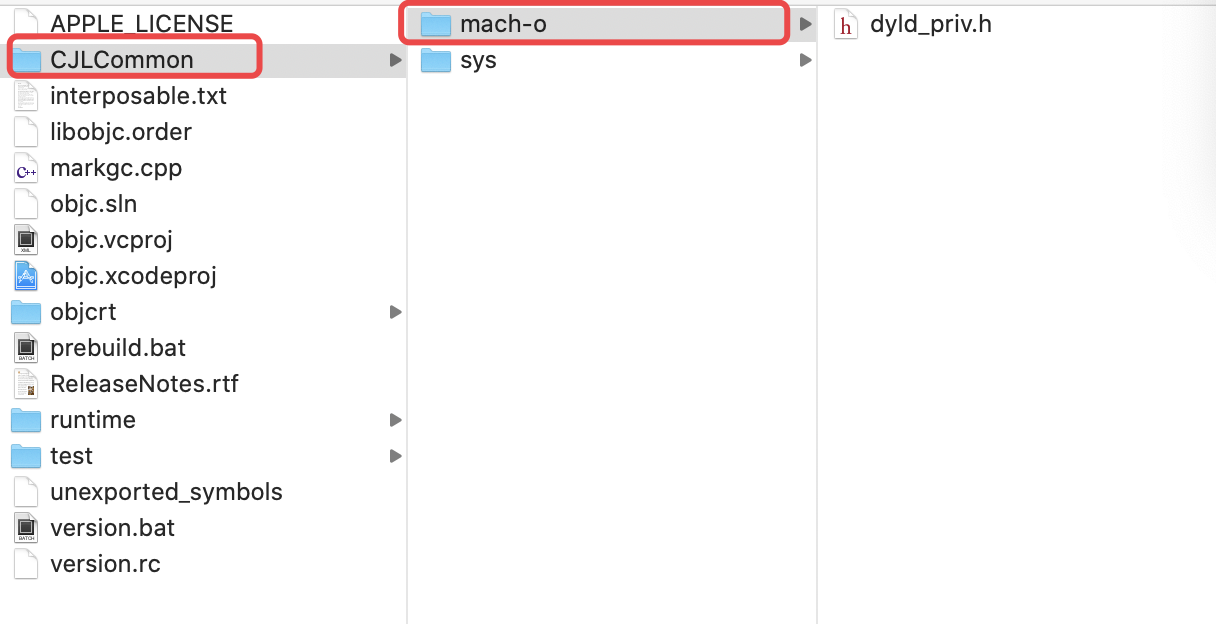 APPLE_LICENSE
CJLCommon
interposable.txt
libobjc.order
markgc.cpp
objc.sln
objc.vcproj
objc.xcodeproj
objcrt
prebuild.bat
ReleaseNotes.rtf
runtime
test
unexported_symbols
version.bat
version.rc
mach-o
sys
h dyld_priv.h